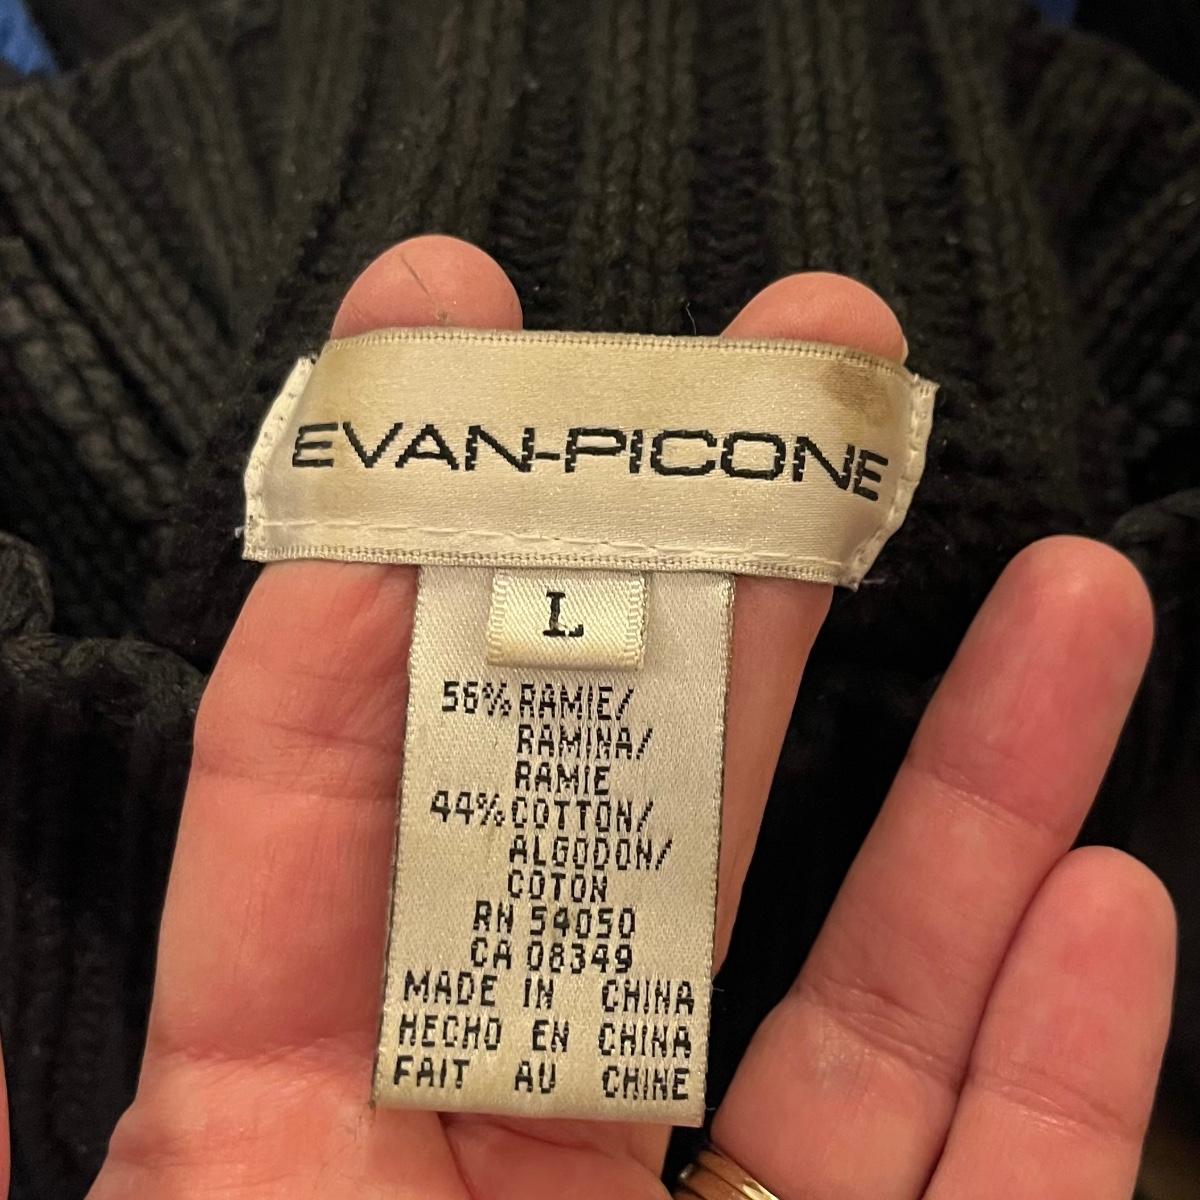 EVAN-PICONE
L
56% RAMIE/
RAMINA/
RAMIE
44% COTTON/
ALGODON/
COTON
RN 54050
CA 08349
MADE IN CHINA
HECHO EN CHINA
FAIT AU CHINE